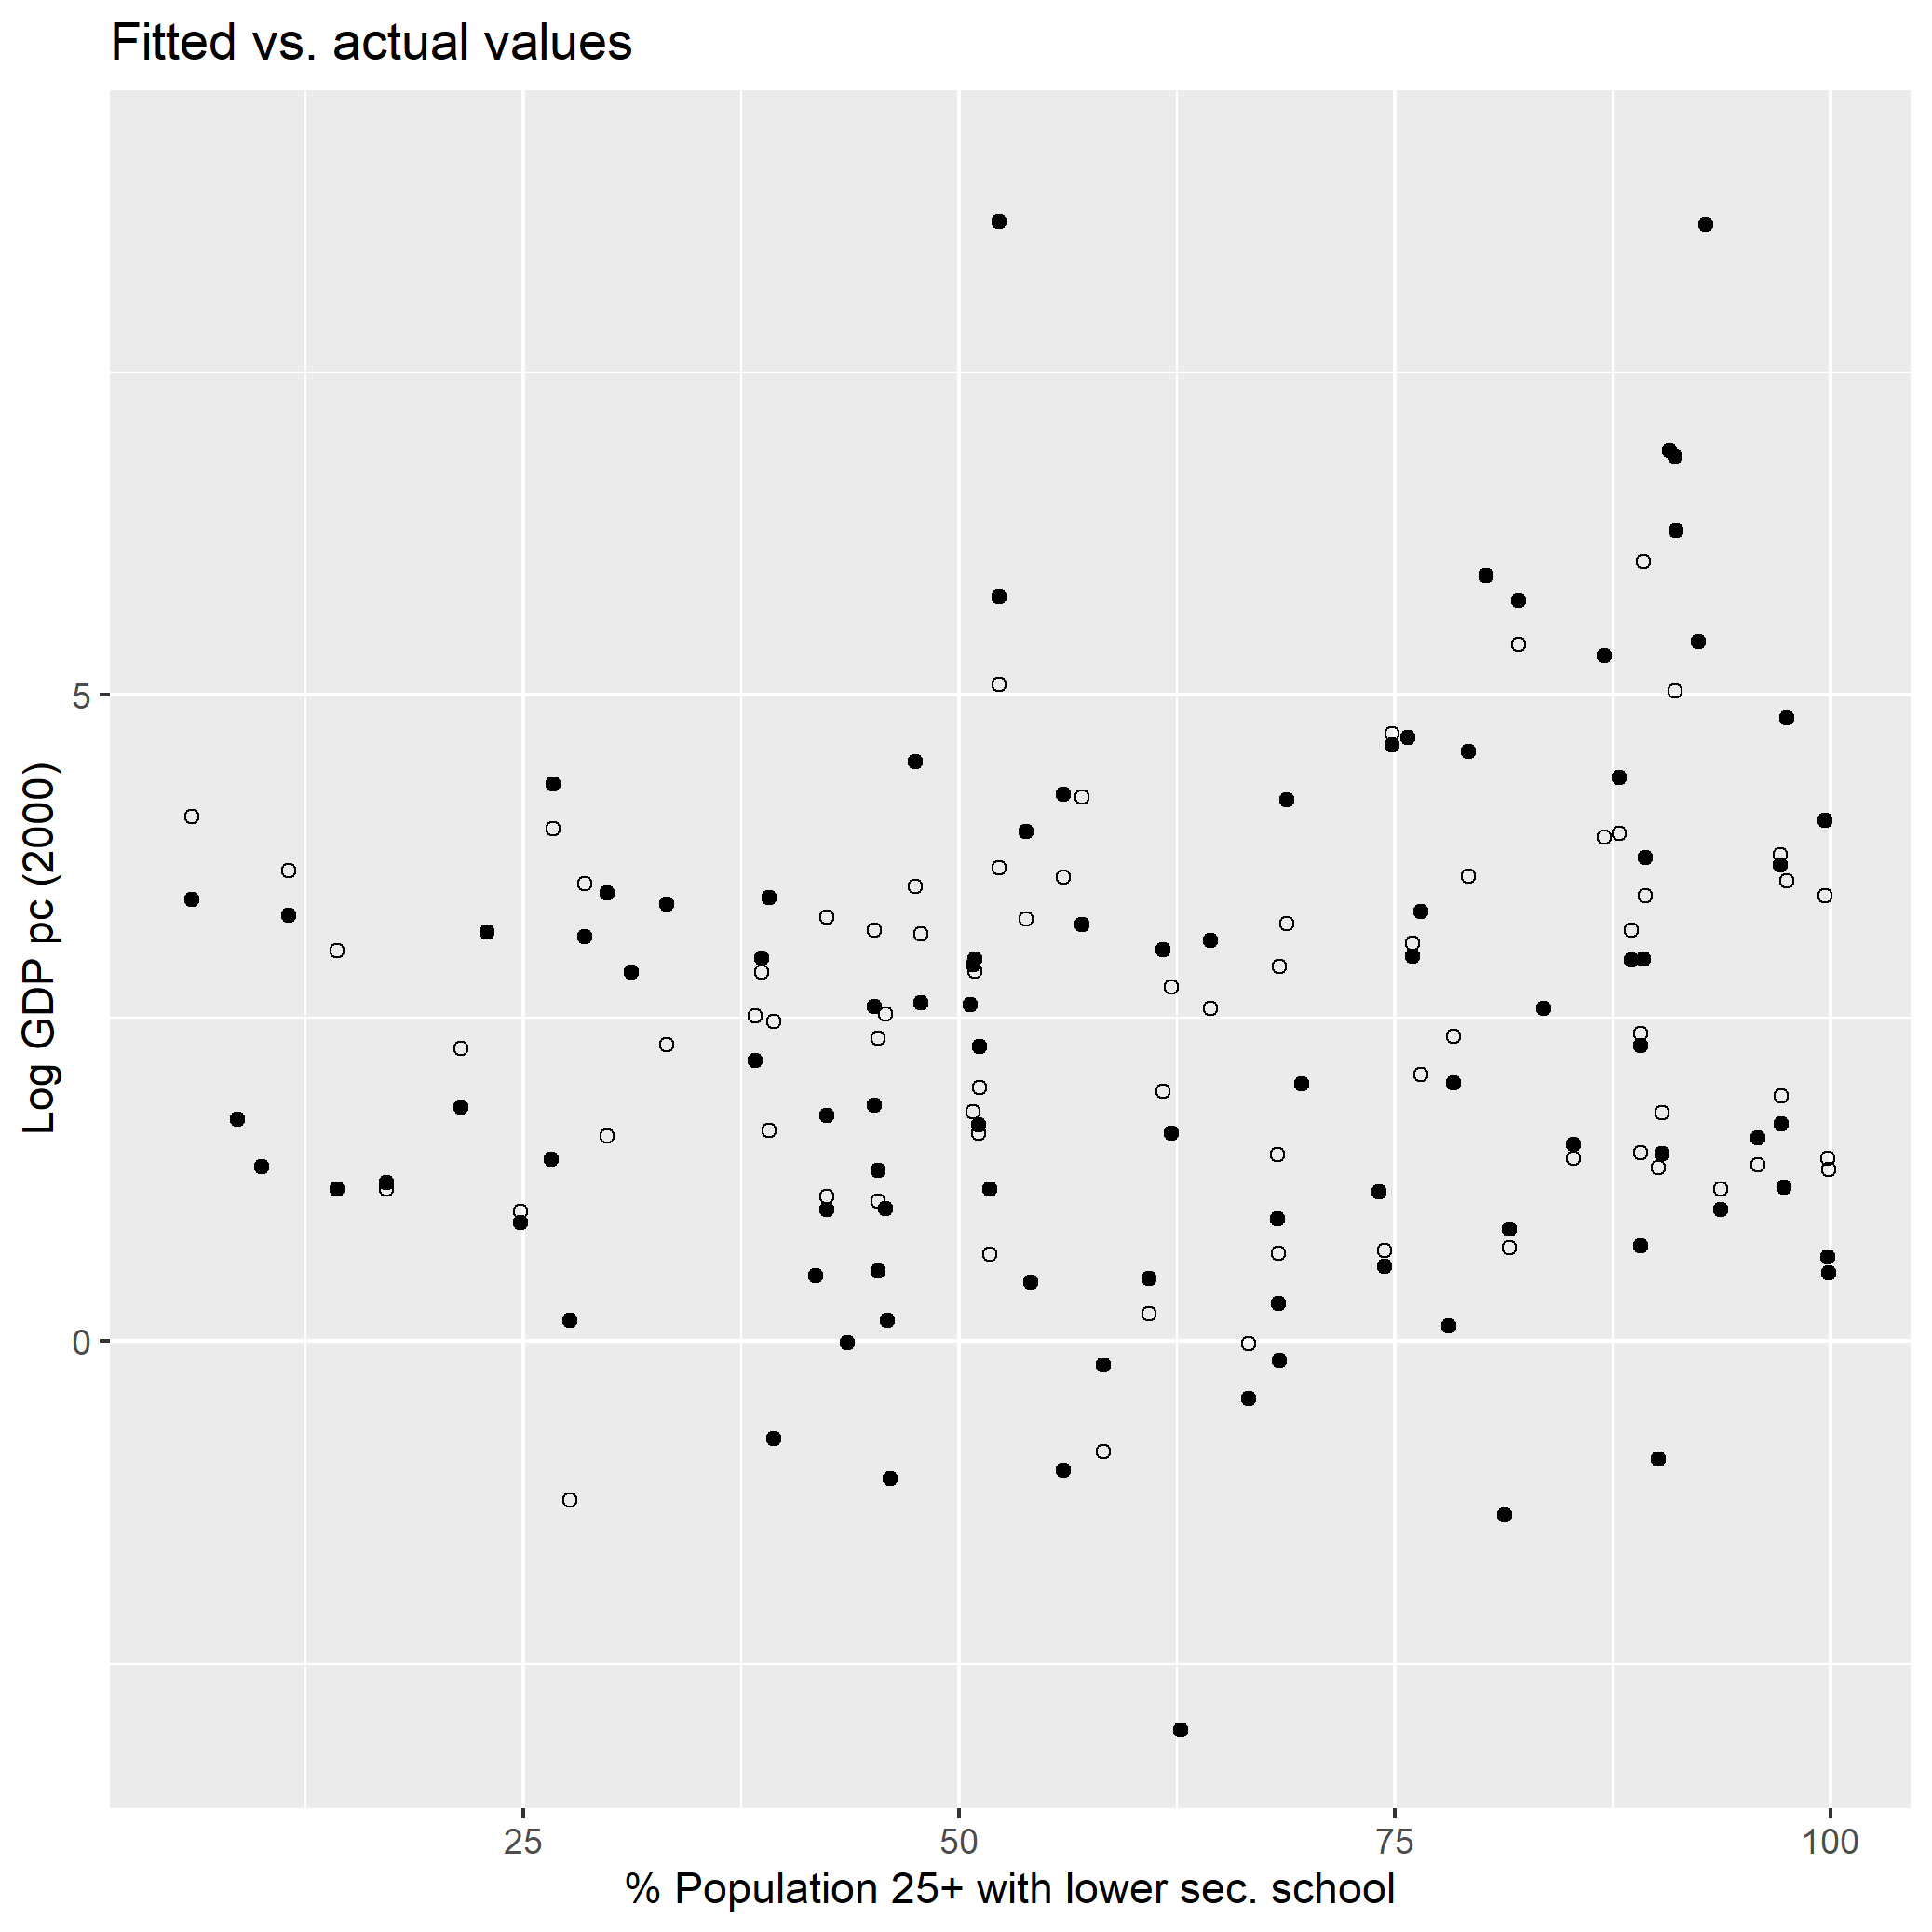 Fitted vs. actual values
Log GDP pc (2000)
5
0
25
50
75
100
% Population 25+ with lower sec. school